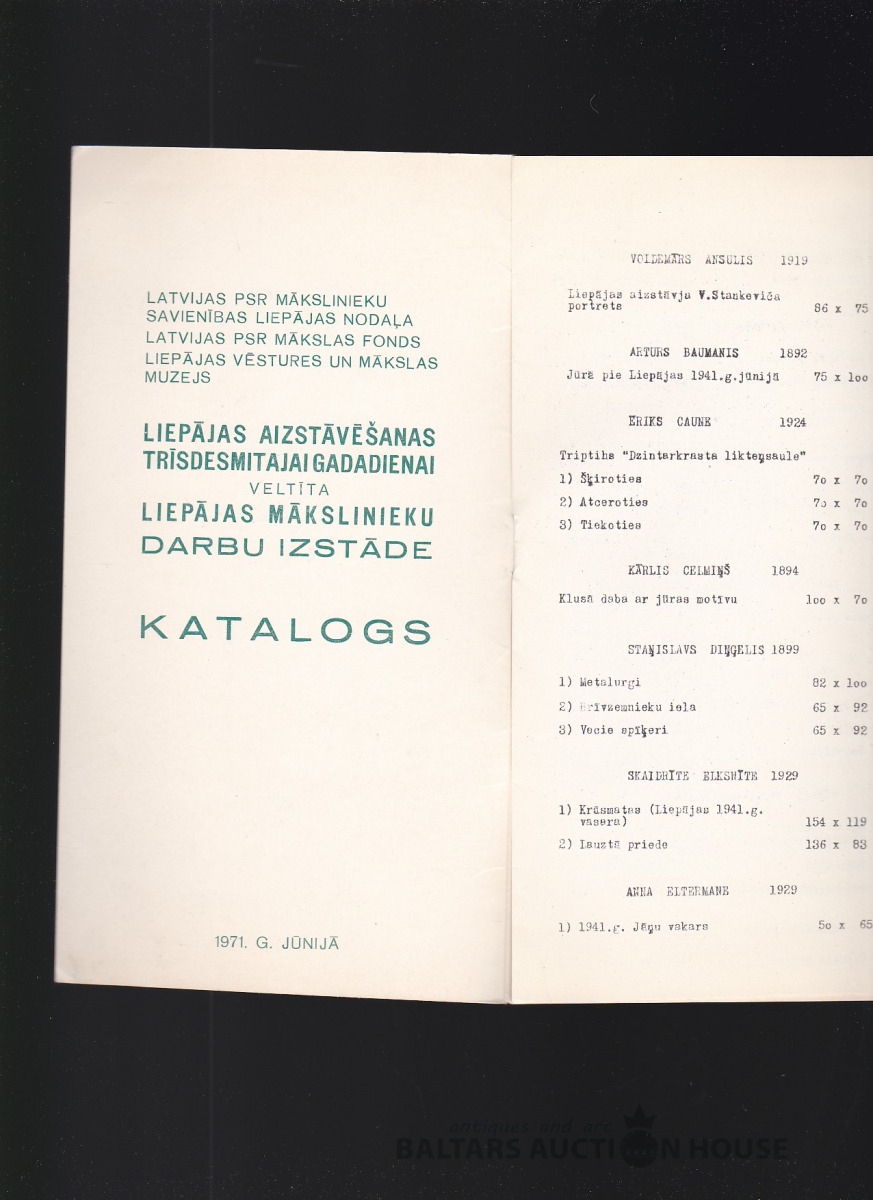 LATVIJAS PSR MĀKSLINIEKU
SAVIENĪBAS LIEPĀJAS NODAĻA
LATVIJAS PSR MĀKSLAS FONDS
LIEPĀJAS VĒSTURES UN MĀKSLAS
MUZEJS
LIEPĀJAS AIZSTĀVĒŠANAS
TRĪSDESMITAJAI GADADIENAI
VELTĪTA
LIEPĀJAS MĀKSLINIEKU
DARBU IZSTĀDE
KATALOGS
1971. G. JŪNIJĀ
VOLDEMĀRS ANSULIS 1919
Liepājas aizstāvja V.Stankeviča
portrets 86 x 75
ARTURS BAUMANIS 1892
Jūrā pie Liepājas 1941.g.jūnijā 75 x loo
ĒRIKS CAUNE 1924
Triptihs "Dzintarkrasta likteņsaule"
1) Šķiroties 7o x 7o
2) Atceroties 7o x 7o
3) Tiekoties 7o x 7o
KĀRLIS CELMIŅŠ 1894
Klusā daba ar jūras motīvu loo x 7o
STAŅISLAVS DIŅĢELIS 1899
1) Metalurgi 82 x loo
2) Brīvzemnieku iela 65 x 92
3) Vecie spīķeri 65 x 92
SKAIDRĪTE ELKSNĪTE 1929
1) Krūsmatas (Liepājas 1941.g.
vasara) 154 x 119
2) Lauztā priede 136 x 83
ANNA ELTERMANE 1929
1) 1941.g. Jāņu vakars 5o x 65
antiques and art
BALTARS AUCTION HOUSE